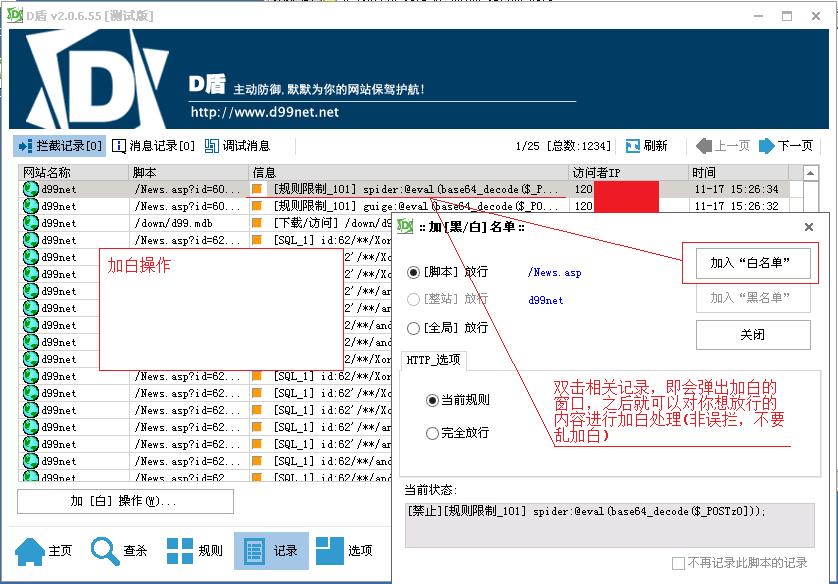 D盾 v2.0.6.55 [测试版]
D盾 主动防御,默默为你的网站保驾护航!
http://www.d99net.net
拦截记录[0] 消息记录[0] 调试消息 1/25 [总数:1234] 刷新 上一页 下一页
网站名称 脚本 信息 访问者IP 时间
d99net /News.asp?id=60... [规则限制_101] spider:@eval(base64_decode($_P... 120 11-17 15:26:34
d99net /News.asp?id=60... [规则限制_101] guige:@eval(base64_decode($_PO... 120 11-17 15:26:32
d99net /down/d99.mdb [下载/访问] /down/d9
d99net /News.asp?id=62... [SQL_1] id:62/**/Xor
d99net 2'/**/Xo
d99net 2/**/and
d99net 2'/**/an
d99net 2/**/and
d99net 2'/**/an
d99net 2/**/Xor
d99net 2'/**/Xo
d99net /News.asp?id=62... [SQL_1] id:62/**/Xor
d99net /News.asp?id=62... [SQL_1] id:62'/**/Xo
d99net /News.asp?id=62... [SQL_1] id:62/**/Xor
d99net /News.asp?id=62... [SQL_1] id:62'/**/Xo
d99net /News.asp?id=62... [SQL_1] id:62/**/and
d99net /News.asp?id=62... [SQL_1] id:62'/**/an
d99net /News.asp?id=62... [SQL_1] id:62/**/and
加白操作
加 [白] 操作(W)...
主页 查杀 规则 记录 选项
::加[黑/白]名单::
[脚本] 放行 /News.asp
[整站] 放行 d99net
[全局] 放行
加入“白名单”
加入“黑名单”
关闭
HTTP_选项
当前规则
完全放行
双击相关记录，即会弹出加白的
窗口，之后就可以对你想放行的
内容进行加白处理(非误拦，不要
乱加白)
当前状态:
[禁止][规则限制_101] spider:@eval(base64_decode($_POSTz0]));
不再记录此脚本的记录